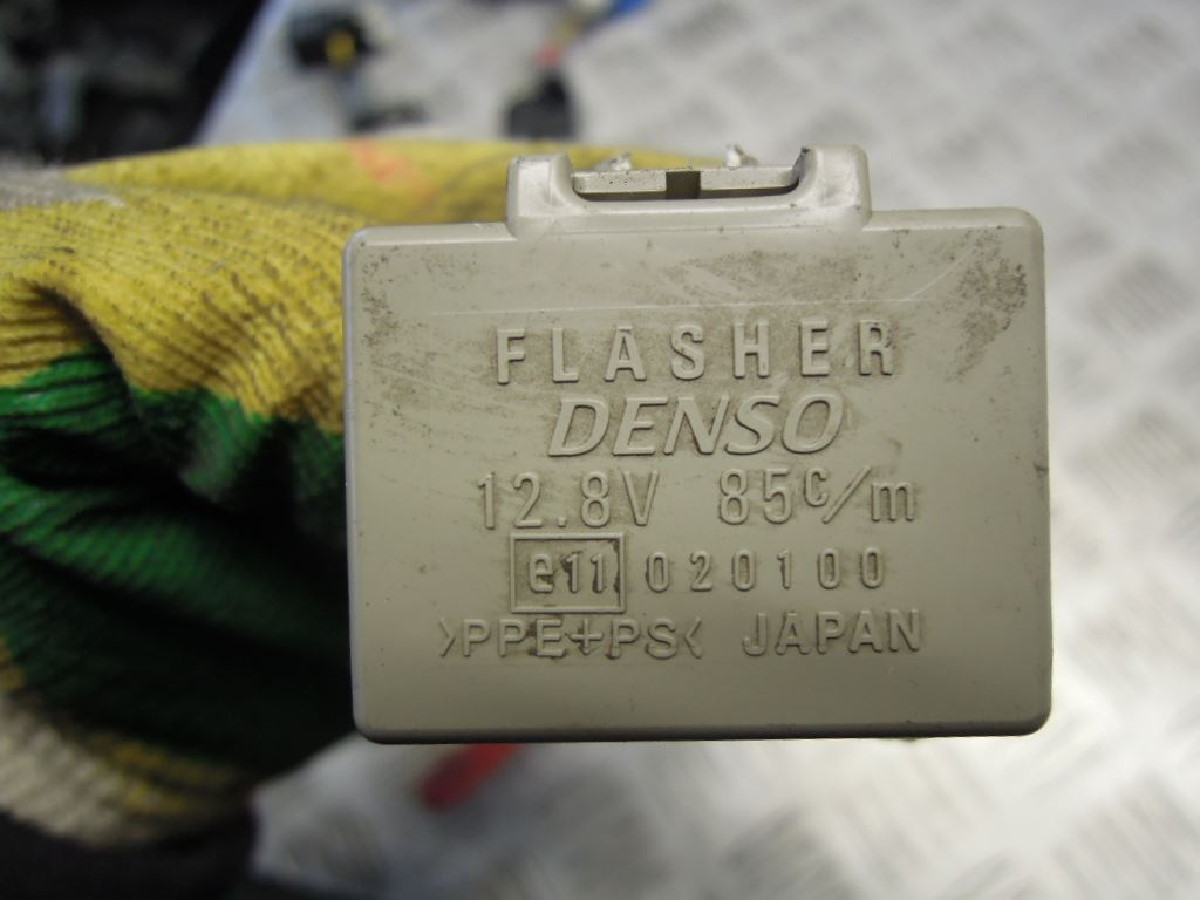 FLASHER
DENSO
12.8V 85c/m
e11 020100
>PPE+PS< JAPAN